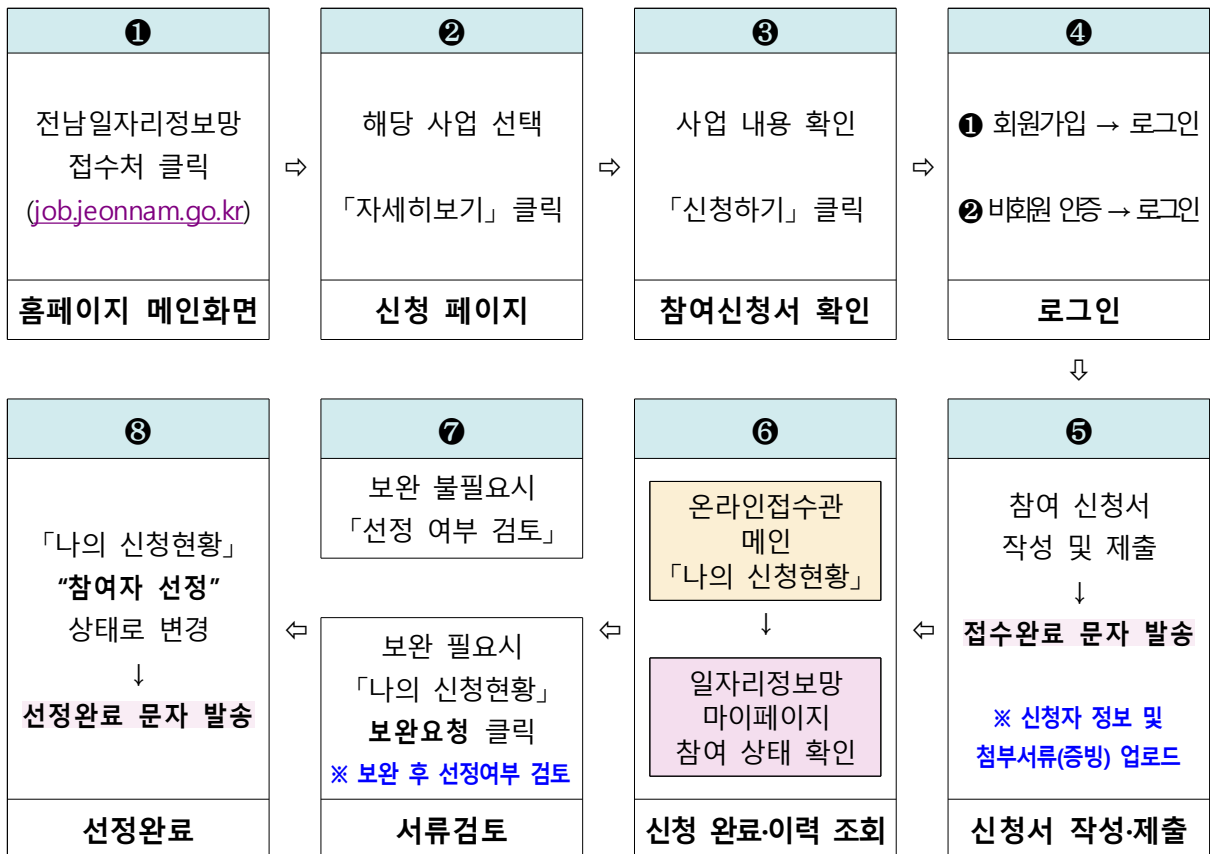 ❶
전남일자리정보망
접수처 클릭
(job.jeonnam.go.kr)
홈페이지 메인화면
⇨
❷
해당 사업 선택
「자세히보기」 클릭
신청 페이지
⇨
❸
사업 내용 확인
「신청하기」 클릭
참여신청서 확인
⇨
❹
❶ 회원가입 → 로그인
❷ 비회원 인증 → 로그인
로그인
⇩
❺
참여 신청서
작성 및 제출
↓
접수완료 문자 발송
※ 신청자 정보 및
첨부서류(증빙) 업로드
신청서 작성·제출
⇦
❻
온라인접수관
메인
「나의 신청현황」
↓
일자리정보망
마이페이지
참여 상태 확인
신청 완료·이력 조회
⇦
❼
보완 불필요시
「선정 여부 검토」
보완 필요시
「나의 신청현황」
보완요청 클릭
※ 보완 후 선정여부 검토
서류검토
⇦
❽
「나의 신청현황」
“참여자 선정”
상태로 변경
↓
선정완료 문자 발송
선정완료